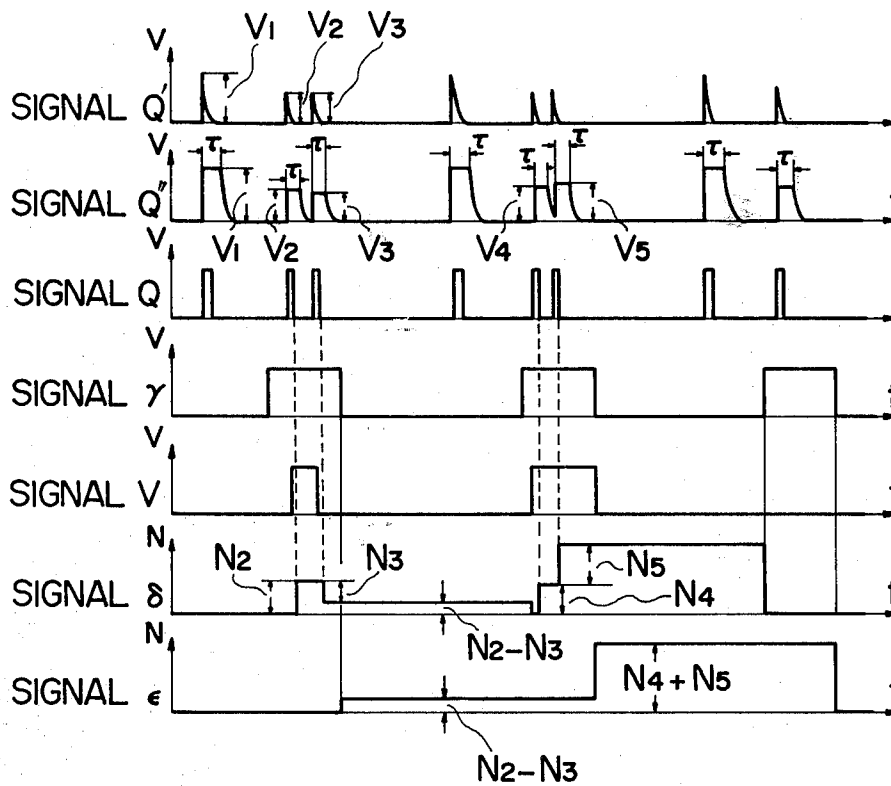 V V1 V2 V3
SIGNAL Q′
V τ τ τ τ τ τ τ
SIGNAL Q″
V1 V2 V3 V4 V5
V
SIGNAL Q
V
SIGNAL γ
V
SIGNAL V
N N2 N3 N5
SIGNAL δ N4
N2−N3
N
SIGNAL ε N4+N5
N2−N3